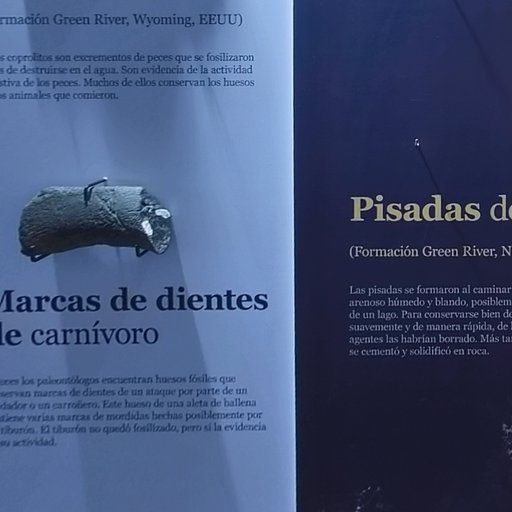 rmación Green River, Wyoming, EEUU)
s coprolitos son excrementos de peces que se fosilizaron
s de destruirse en el agua. Son evidencia de la actividad
stiva de los peces. Muchos de ellos conservan los huesos
os animales que comieron.
Marcas de dientes
de carnívoro
eces los paleontólogos encuentran huesos fósiles que
servan marcas de dientes de un ataque por parte de un
dador o un carroñero. Este hueso de una aleta de ballena
tiene varias marcas de mordidas hechas posiblemente por
tiburón. El tiburón no quedó fosilizado, pero sí la evidencia
su actividad.
Pisadas de
(Formación Green River, N
Las pisadas se formaron al caminar
arenoso húmedo y blando, posiblem
de un lago. Para conservarse bien de
suavemente y de manera rápida, de l
agentes las habrían borrado. Más ta
se cementó y solidificó en roca.